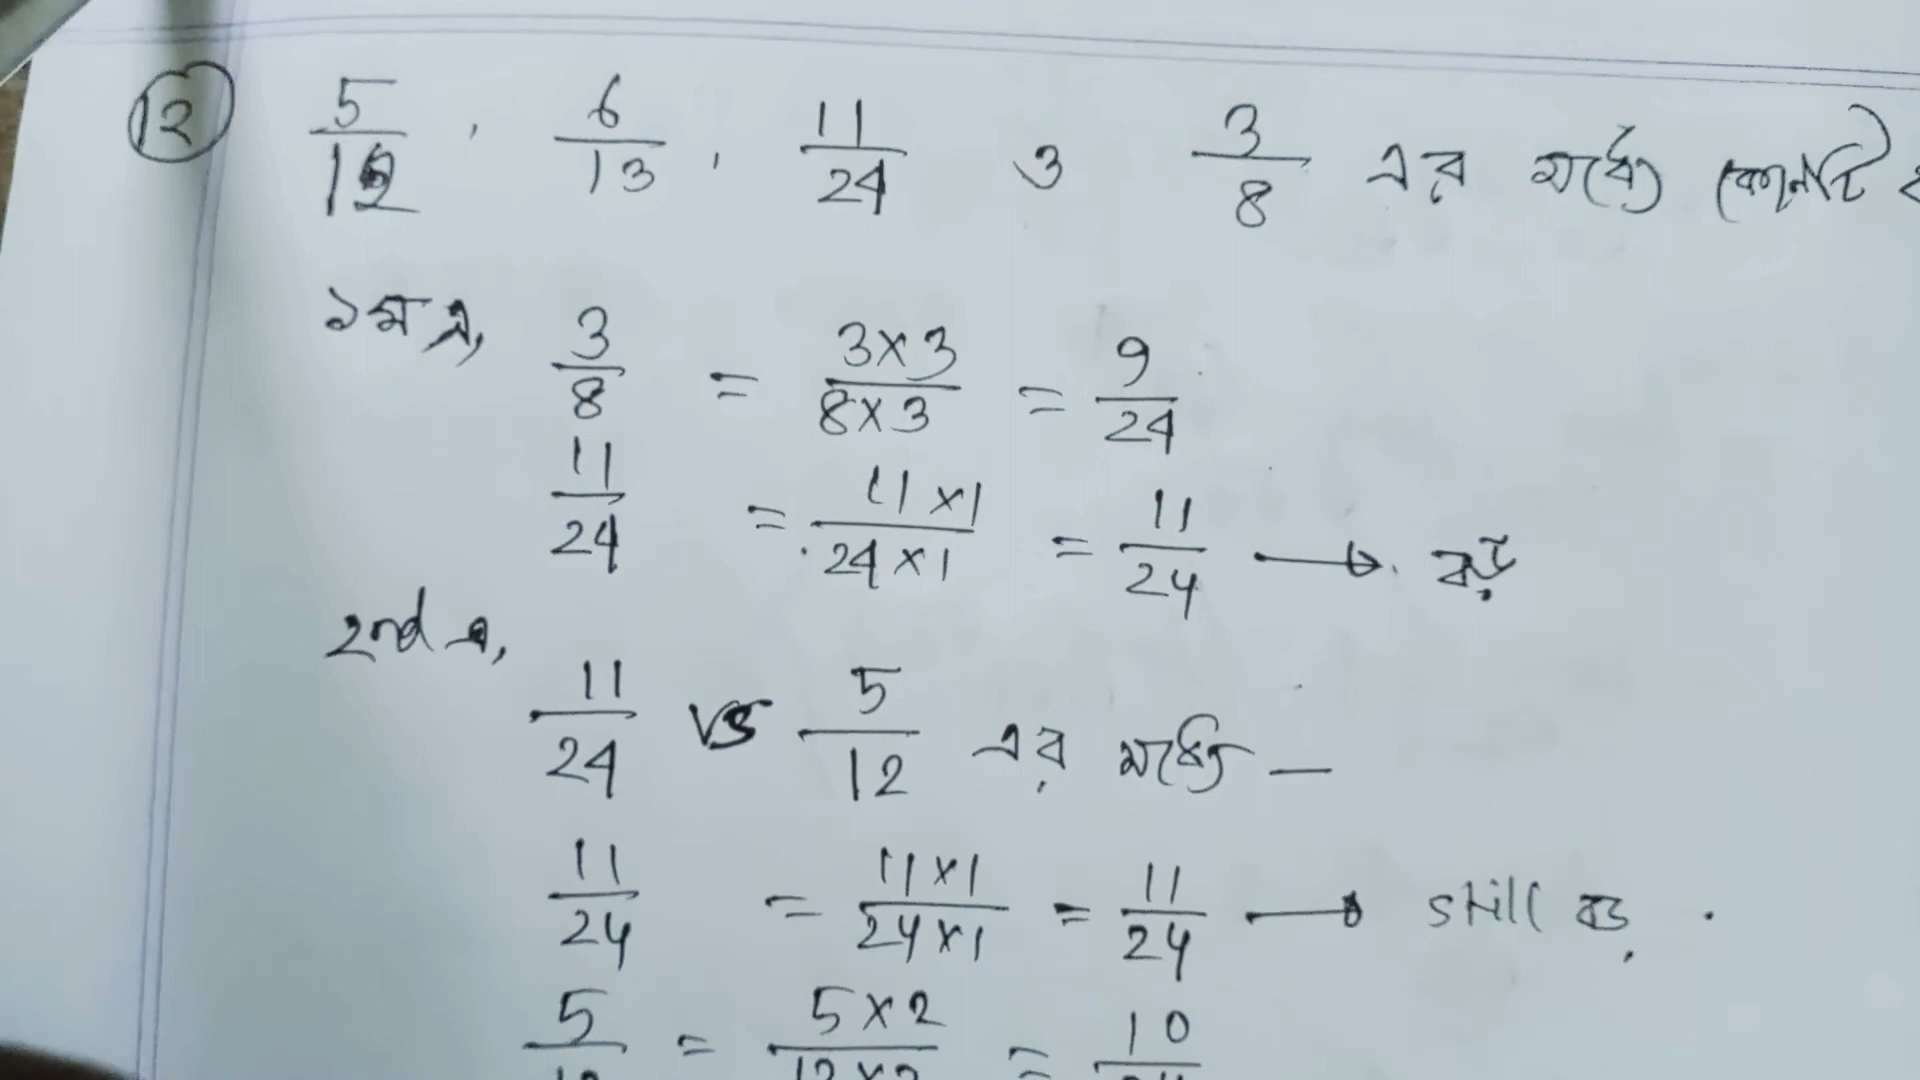 12 5/12, 6/13, 11/24 ও 3/8 এর মধ্যে কোনটি
১ম এ, 3/8 = 3×3/8×3 = 9/24
11/24 = 11×1/24×1 = 11/24 → বড়
2nd এ,
11/24 vs 5/12 এর মধ্যে —
11/24 = 11×1/24×1 = 11/24 → still বড়.
5/12 = 5×2/12×2 = 10/24